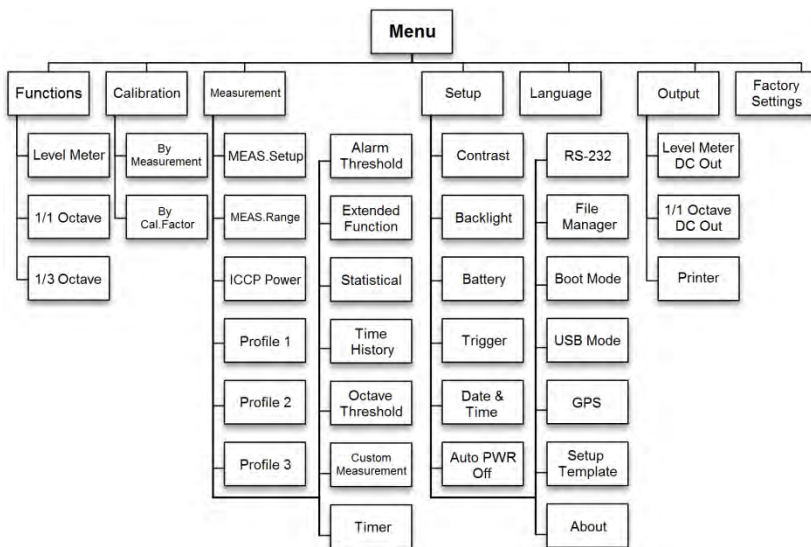 Menu
Functions
Calibration
Measurement
Setup
Language
Output
Factory
Settings
Level Meter
1/1 Octave
1/3 Octave
By
Measurement
By
Cal.Factor
MEAS.Setup
MEAS.Range
ICCP Power
Profile 1
Profile 2
Profile 3
Alarm
Threshold
Extended
Function
Statistical
Time
History
Octave
Threshold
Custom
Measurement
Timer
Contrast
Backlight
Battery
Trigger
Date &
Time
Auto PWR
Off
RS-232
File
Manager
Boot Mode
USB Mode
GPS
Setup
Template
About
Level Meter
DC Out
1/1 Octave
DC Out
Printer